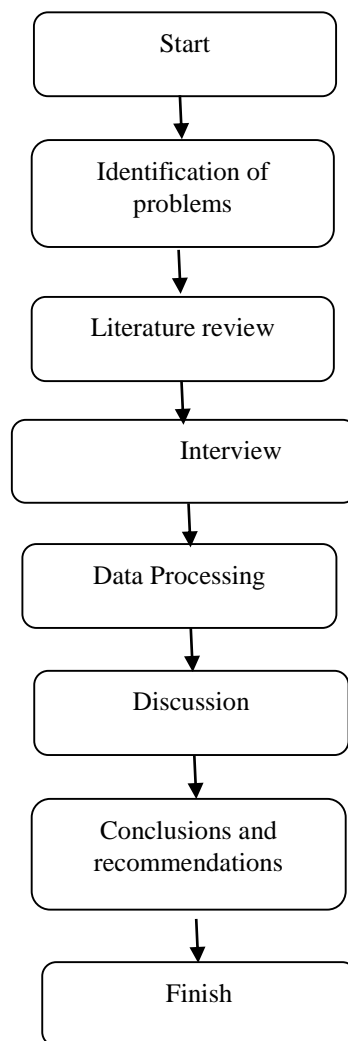 Start
Identification of
problems
Literature review
Interview
Data Processing
Discussion
Conclusions and
recommendations
Finish